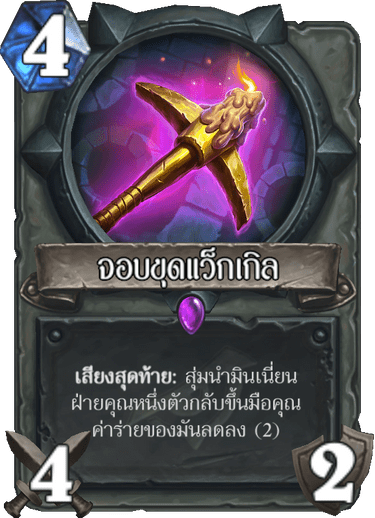 4
จอบขุดแว็กเกิล
เสียงสุดท้าย: สุ่มนำมินเนี่ยน
ฝ่ายคุณหนึ่งตัวกลับขึ้นมือคุณ
ค่าร่ายของมันลดลง (2)
4
2